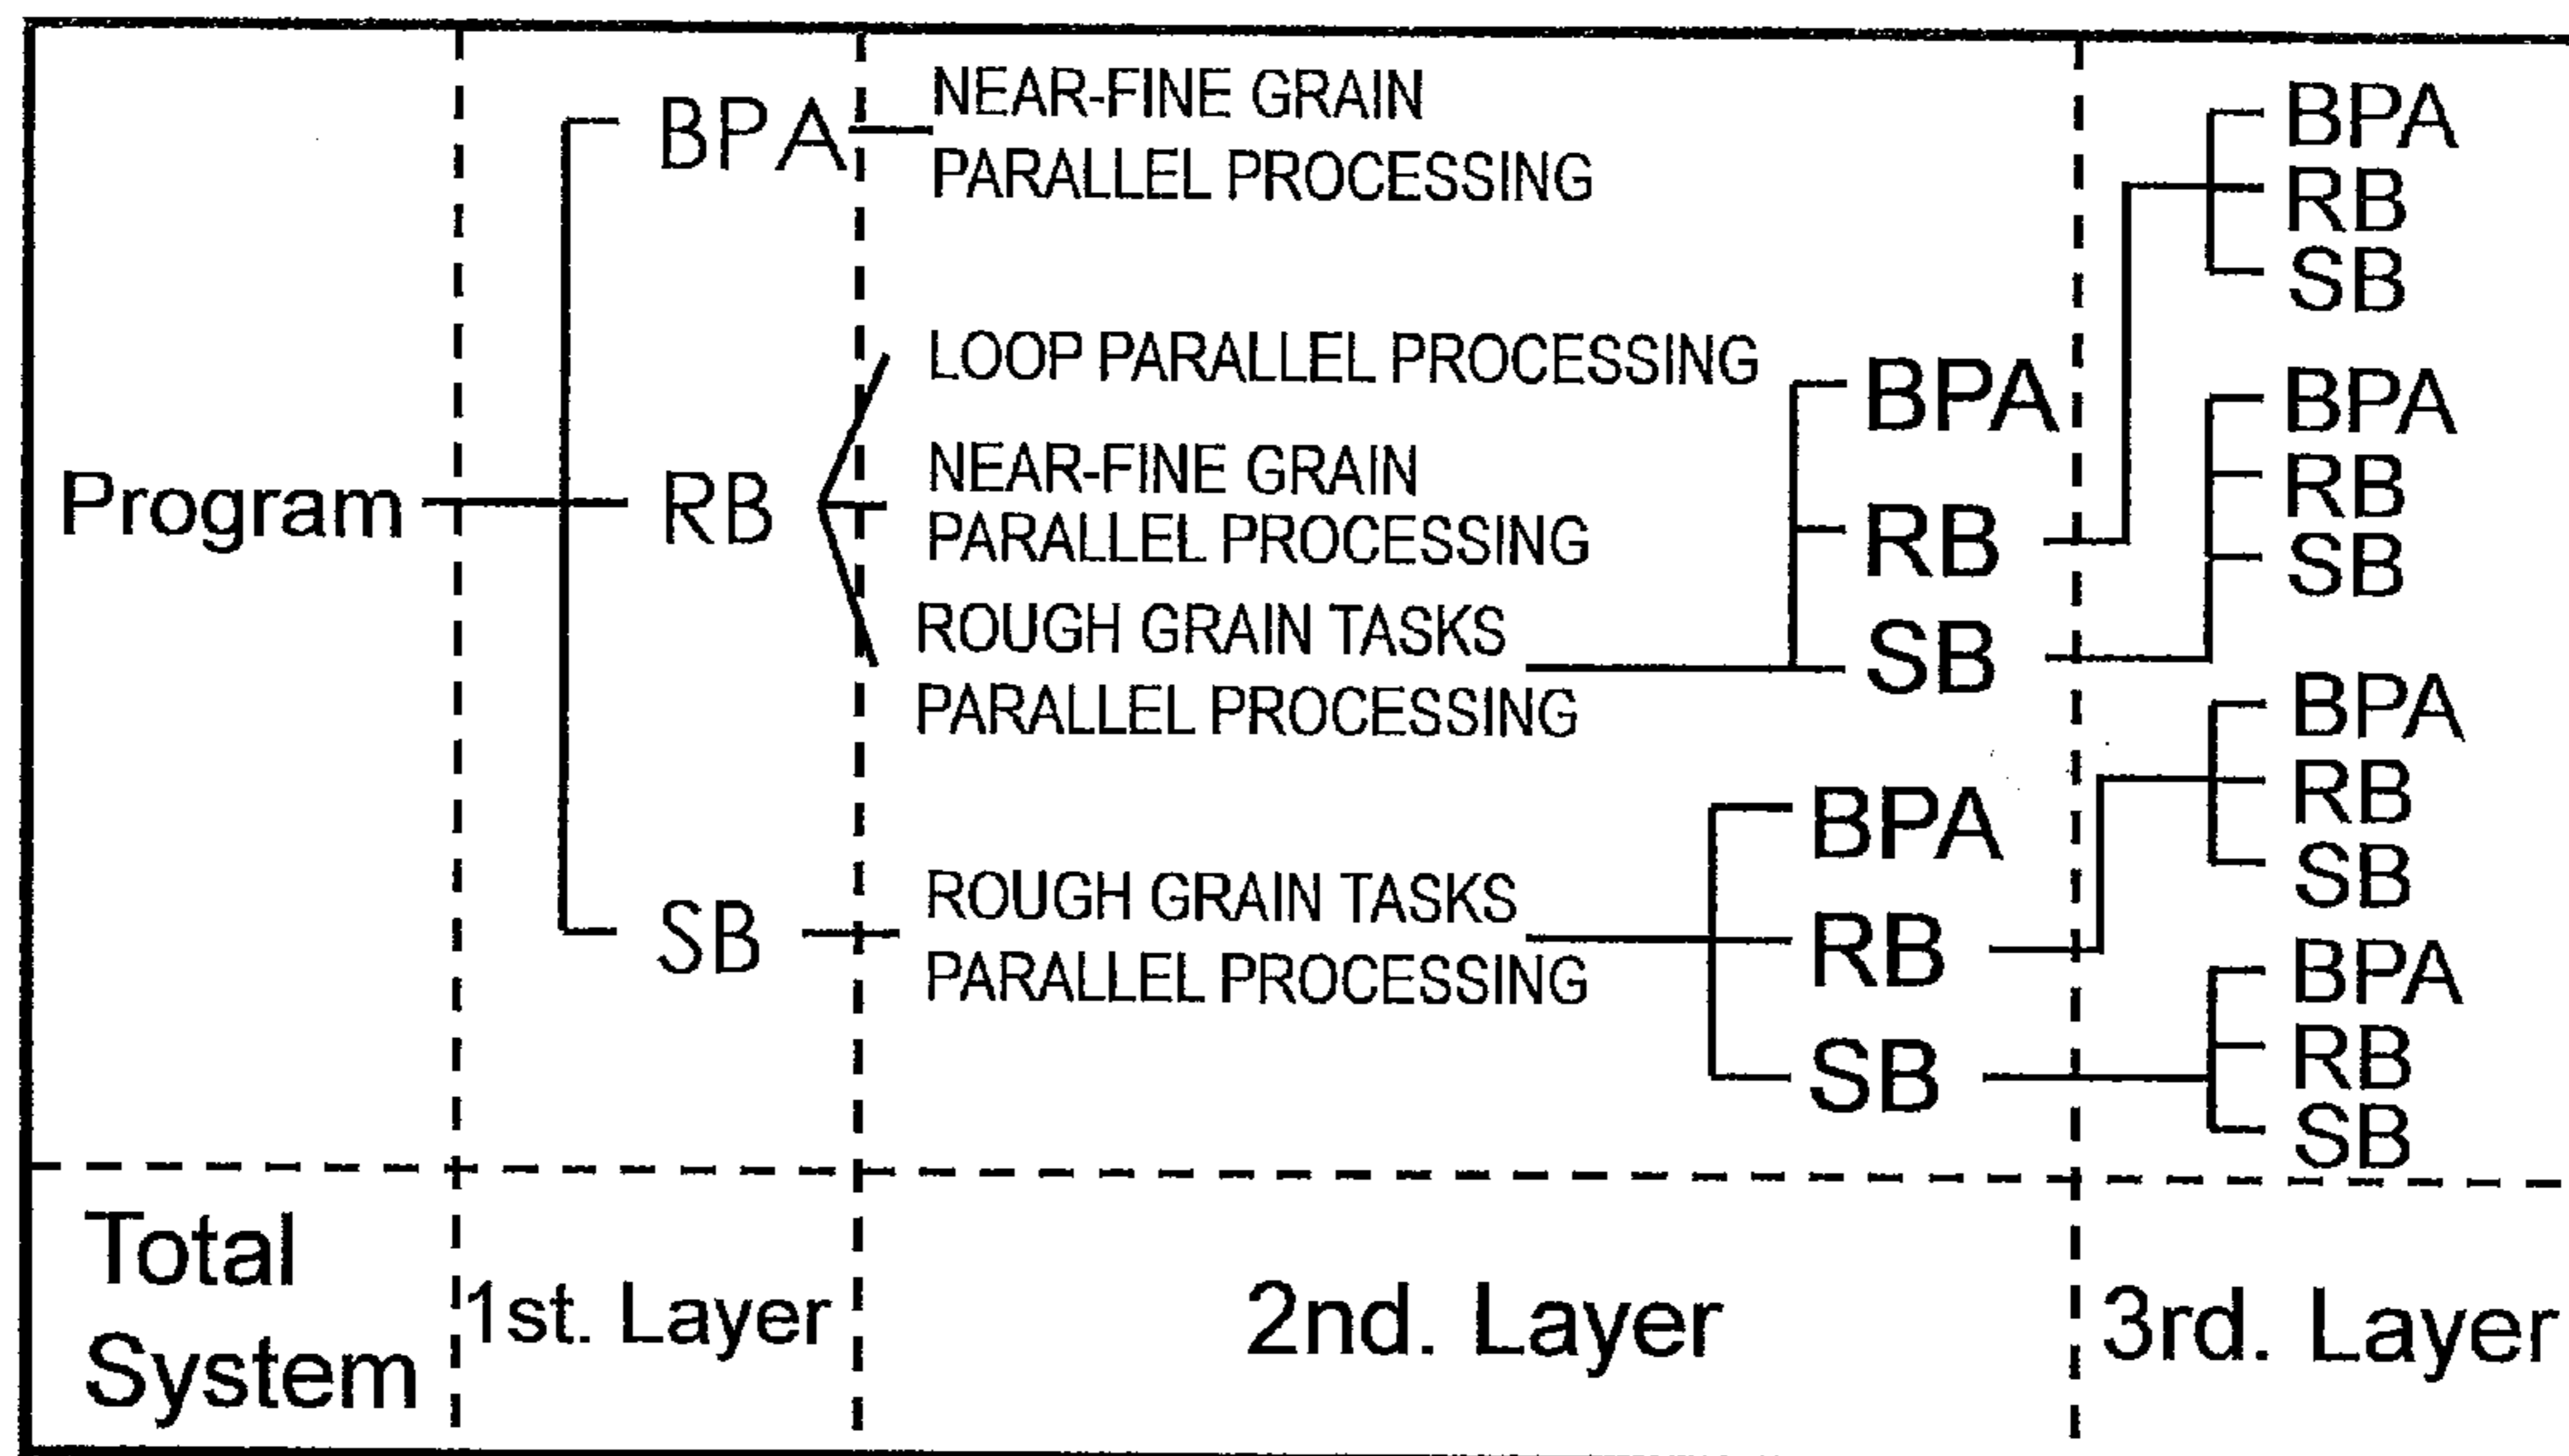 Program
BPA
RB
SB
NEAR-FINE GRAIN
PARALLEL PROCESSING
LOOP PARALLEL PROCESSING
NEAR-FINE GRAIN
PARALLEL PROCESSING
ROUGH GRAIN TASKS
PARALLEL PROCESSING
ROUGH GRAIN TASKS
PARALLEL PROCESSING
BPA
RB
SB
BPA
RB
SB
BPA
RB
SB
BPA
RB
SB
BPA
RB
SB
BPA
RB
SB
Total
System
1st. Layer
2nd. Layer
3rd. Layer